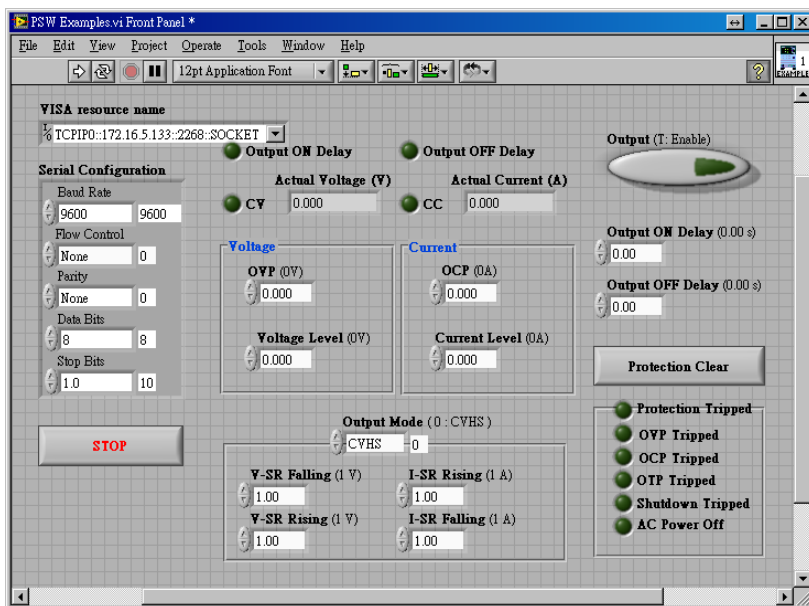 PSW Examples.vi Front Panel *
File Edit View Project Operate Tools Window Help
12pt Application Font
1
EXAMPLE
VISA resource name
I/O TCPIP0::172.16.5.133::2268::SOCKET
Serial Configuration
Baud Rate
9600 9600
Flow Control
None 0
Parity
None 0
Data Bits
8 8
Stop Bits
1.0 10
STOP
Output ON Delay
Output OFF Delay
Actual Voltage (V)
CV 0.000
Actual Current (A)
CC 0.000
Voltage
OVP (0V)
0.000
Voltage Level (0V)
0.000
Current
OCP (0A)
0.000
Current Level (0A)
0.000
Output Mode (0 : CVHS)
CVHS 0
V-SR Falling (1 V)
1.00
I-SR Rising (1 A)
1.00
V-SR Rising (1 V)
1.00
I-SR Falling (1 A)
1.00
Output (T: Enable)
Output ON Delay (0.00 s)
0.00
Output OFF Delay (0.00 s)
0.00
Protection Clear
Protection Tripped
OVP Tripped
OCP Tripped
OTP Tripped
Shutdown Tripped
AC Power Off